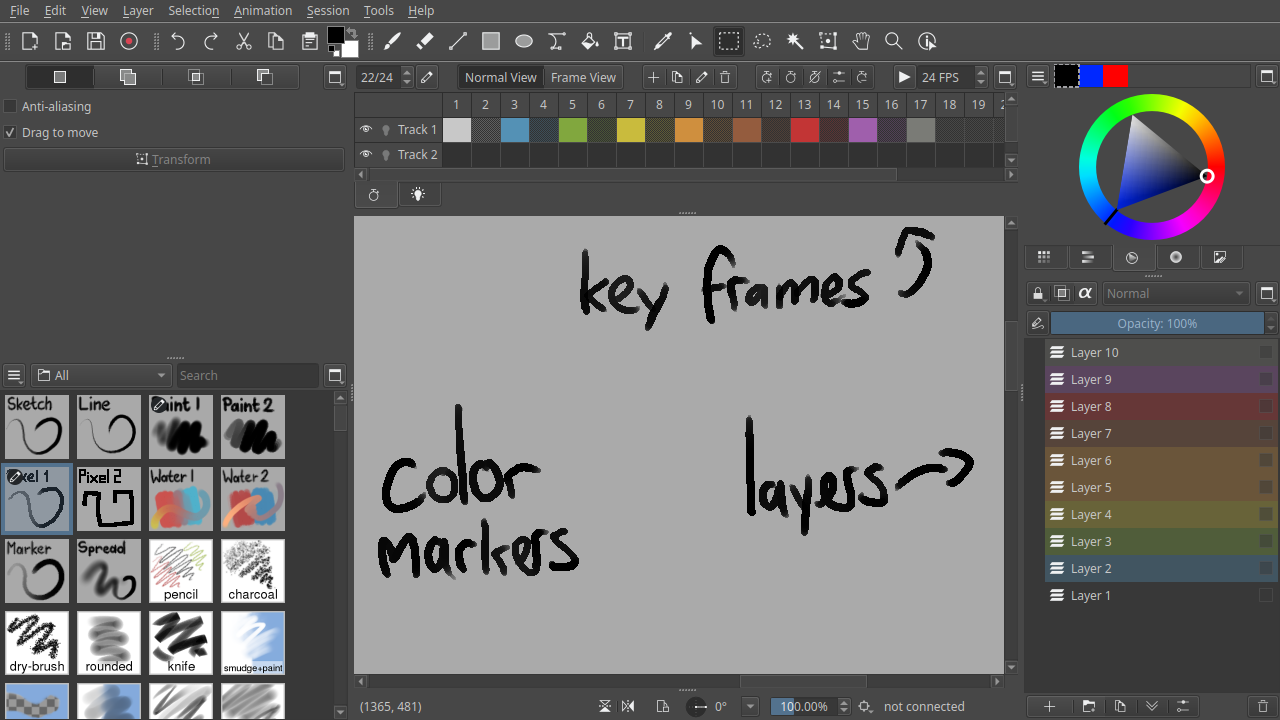 File Edit View Layer Selection Animation Session Tools Help
22/24 Normal View Frame View 24 FPS
Anti-aliasing
Drag to move
Transform
1 2 3 4 5 6 7 8 9 10 11 12 13 14 15 16 17 18 19
Track 1
Track 2
key frames
color
markers
layers
All Search
Sketch Line Paint 1 Paint 2
Pixel 1 Pixel 2 Water 1 Water 2
Marker Spread pencil charcoal
dry-brush rounded knife smudge+paint
α Normal
Opacity: 100%
Layer 10
Layer 9
Layer 8
Layer 7
Layer 6
Layer 5
Layer 4
Layer 3
Layer 2
Layer 1
(1365, 481) 0° 100.00% not connected